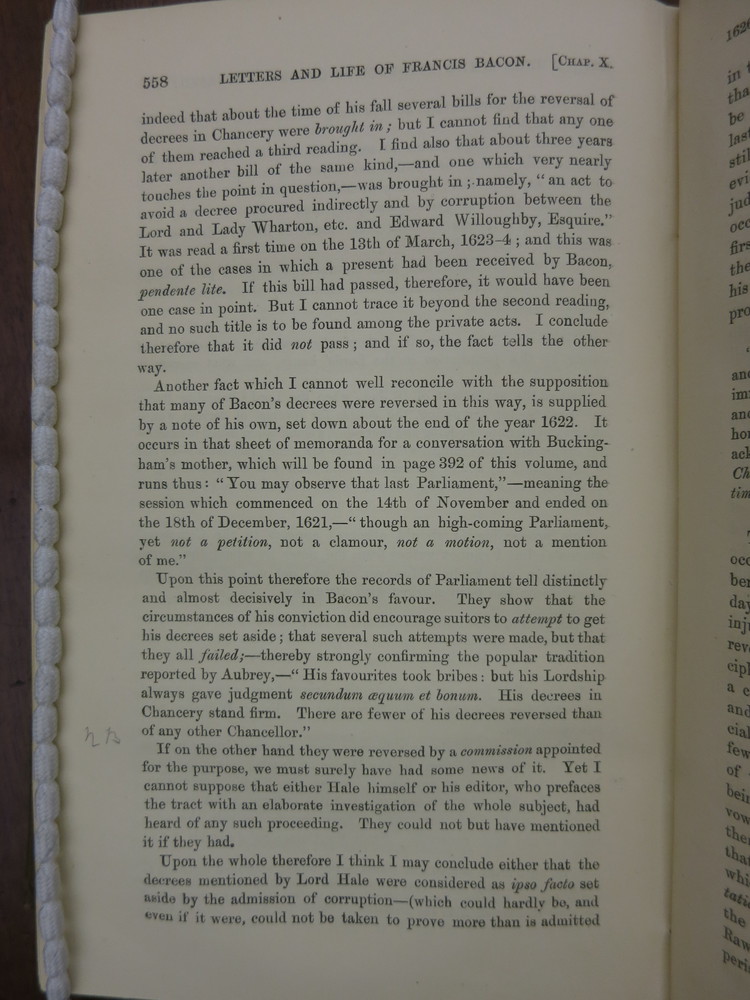 558 LETTERS AND LIFE OF FRANCIS BACON. [CHAP. X.
indeed that about the time of his fall several bills for the reversal of
decrees in Chancery were brought in; but I cannot find that any one
of them reached a third reading. I find also that about three years
later another bill of the same kind,—and one which very nearly
touches the point in question,—was brought in; namely, "an act to
avoid a decree procured indirectly and by corruption between the
Lord and Lady Wharton, etc. and Edward Willoughby, Esquire."
It was read a first time on the 13th of March, 1623-4; and this was
one of the cases in which a present had been received by Bacon,
pendente lite. If this bill had passed, therefore, it would have been
one case in point. But I cannot trace it beyond the second reading,
and no such title is to be found among the private acts. I conclude
therefore that it did not pass; and if so, the fact tells the other
way.
Another fact which I cannot well reconcile with the supposition
that many of Bacon's decrees were reversed in this way, is supplied
by a note of his own, set down about the end of the year 1622. It
occurs in that sheet of memoranda for a conversation with Bucking-
ham's mother, which will be found in page 392 of this volume, and
runs thus: "You may observe that last Parliament,"—meaning the
session which commenced on the 14th of November and ended on
the 18th of December, 1621,—"though an high-coming Parliament,
yet not a petition, not a clamour, not a motion, not a mention
of me."
Upon this point therefore the records of Parliament tell distinctly
and almost decisively in Bacon's favour. They show that the
circumstances of his conviction did encourage suitors to attempt to get
his decrees set aside; that several such attempts were made, but that
they all failed;—thereby strongly confirming the popular tradition
reported by Aubrey,—"His favourites took bribes: but his Lordship
always gave judgment secundum æquum et bonum. His decrees in
Chancery stand firm. There are fewer of his decrees reversed than
of any other Chancellor."
If on the other hand they were reversed by a commission appointed
for the purpose, we must surely have had some news of it. Yet I
cannot suppose that either Hale himself or his editor, who prefaces
the tract with an elaborate investigation of the whole subject, had
heard of any such proceeding. They could not but have mentioned
it if they had.
Upon the whole therefore I think I may conclude either that the
decrees mentioned by Lord Hale were considered as ipso facto set
aside by the admission of corruption—(which could hardly be, and
even if it were, could not be taken to prove more than is admitted